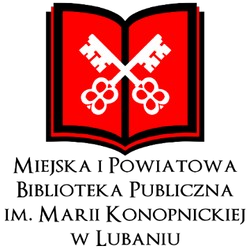 Miejska i Powiatowa
Biblioteka Publiczna
im. Marii Konopnickiej
w Lubaniu